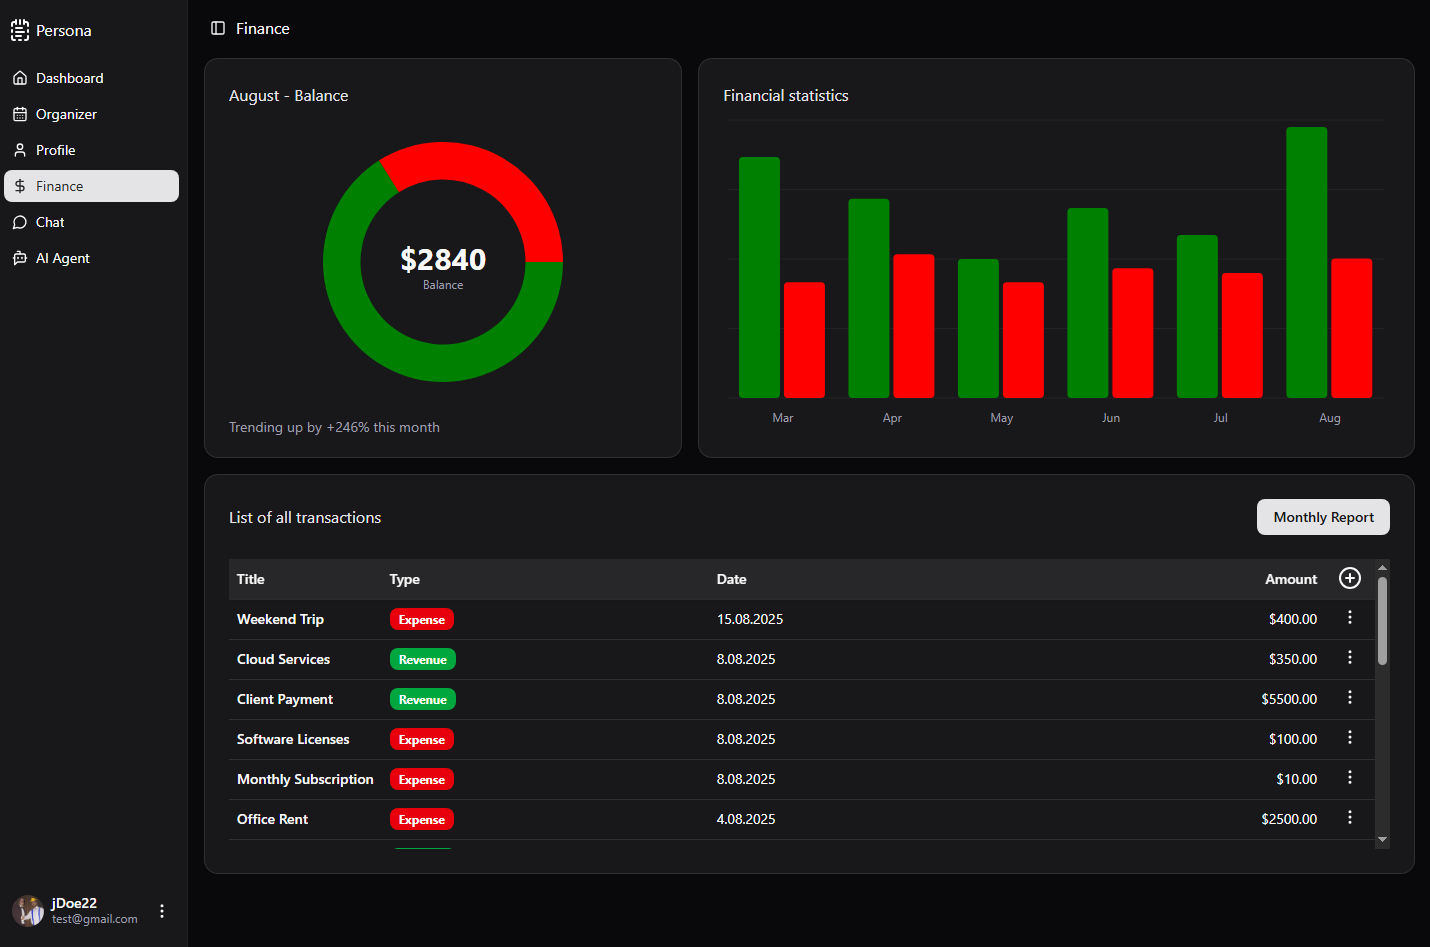 Persona
Dashboard
Organizer
Profile
Finance
Chat
AI Agent
jDoe22
test@gmail.com
Finance
August - Balance
$2840
Balance
Trending up by +246% this month
Financial statistics
Mar Apr May Jun Jul Aug
List of all transactions
Monthly Report
Title Type Date Amount
Weekend Trip Expense 15.08.2025 $400.00
Cloud Services Revenue 8.08.2025 $350.00
Client Payment Revenue 8.08.2025 $5500.00
Software Licenses Expense 8.08.2025 $100.00
Monthly Subscription Expense 8.08.2025 $10.00
Office Rent Expense 4.08.2025 $2500.00